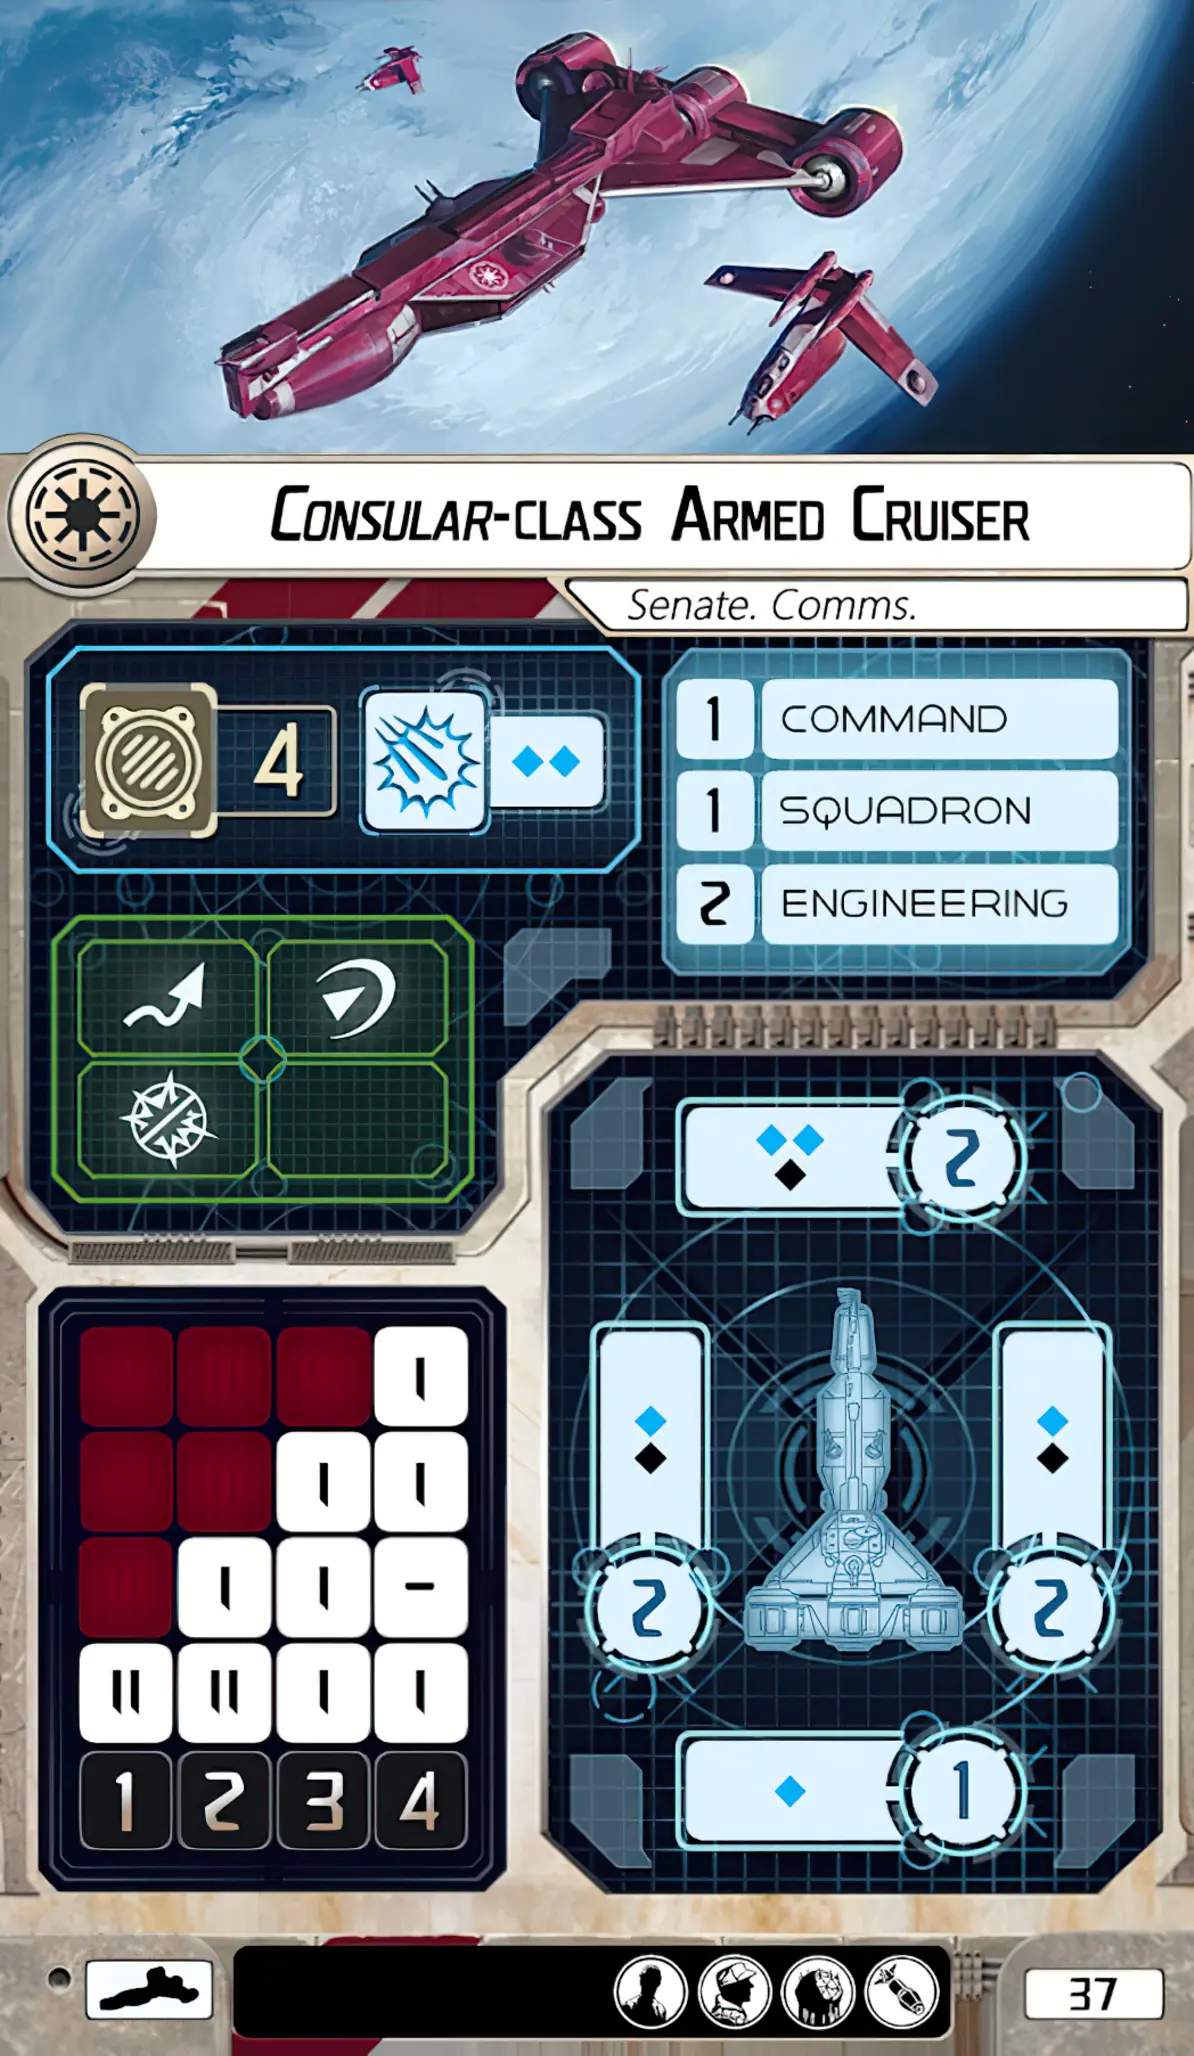 CONSULAR-CLASS ARMED CRUISER
Senate. Comms.
4
1 COMMAND
1 SQUADRON
2 ENGINEERING
2
I
I I
I I -
II II I I
1 2 3 4
2 2
1
37